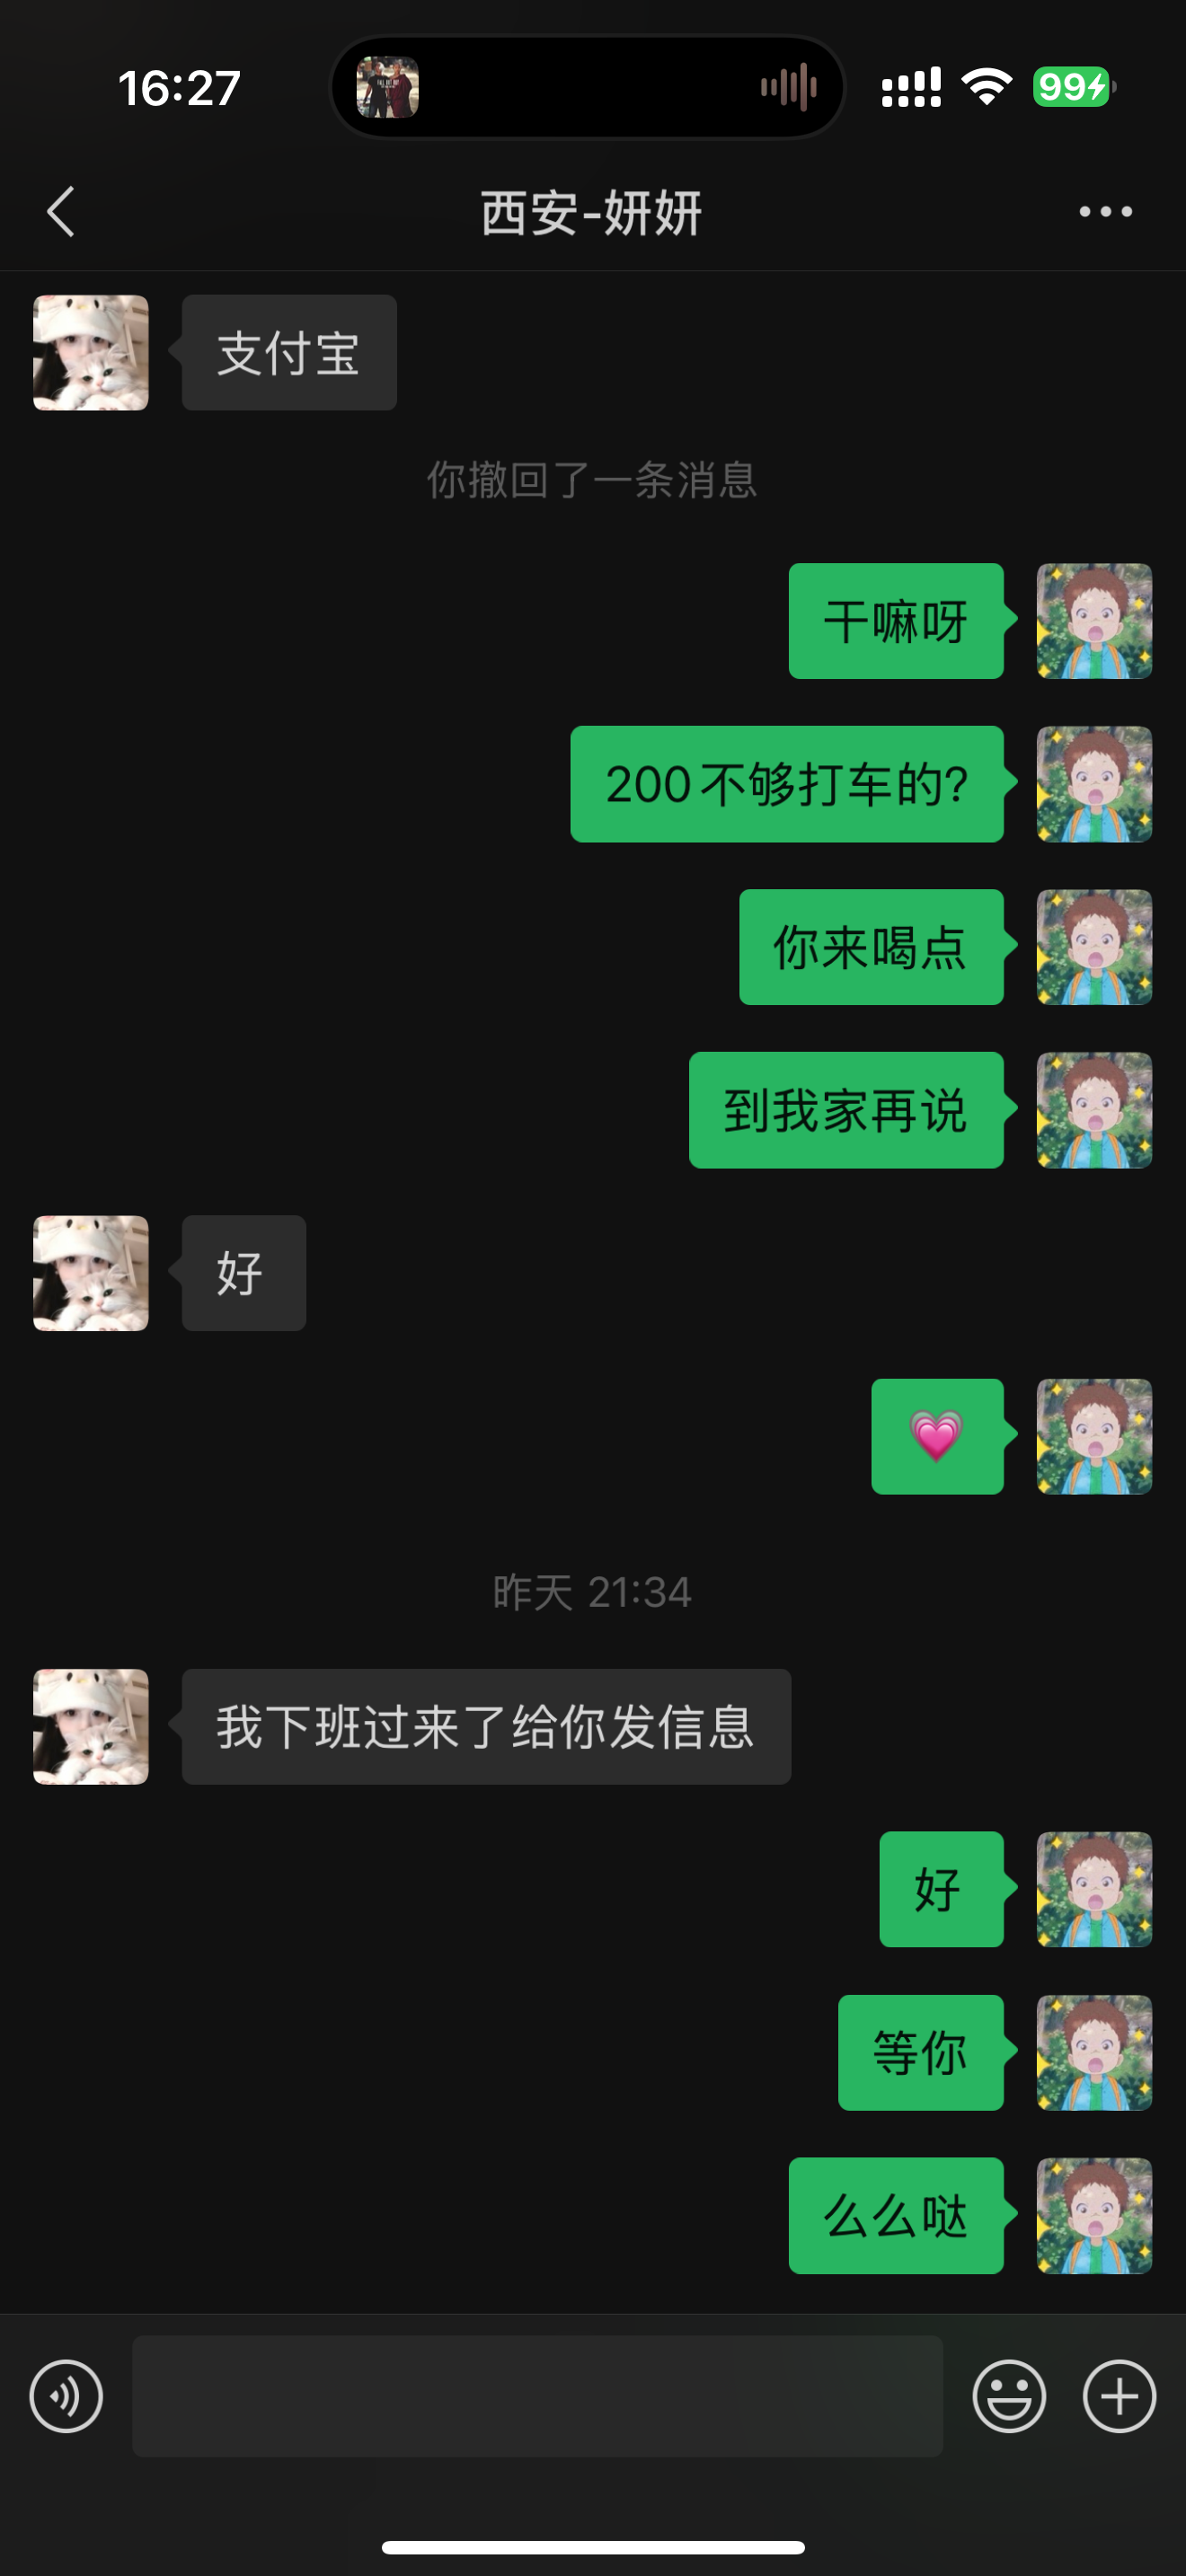 16:27
99
西安-妍妍
支付宝
你撤回了一条消息
干嘛呀
200不够打车的?
你来喝点
到我家再说
好
昨天 21:34
我下班过来了给你发信息
好
等你
么么哒